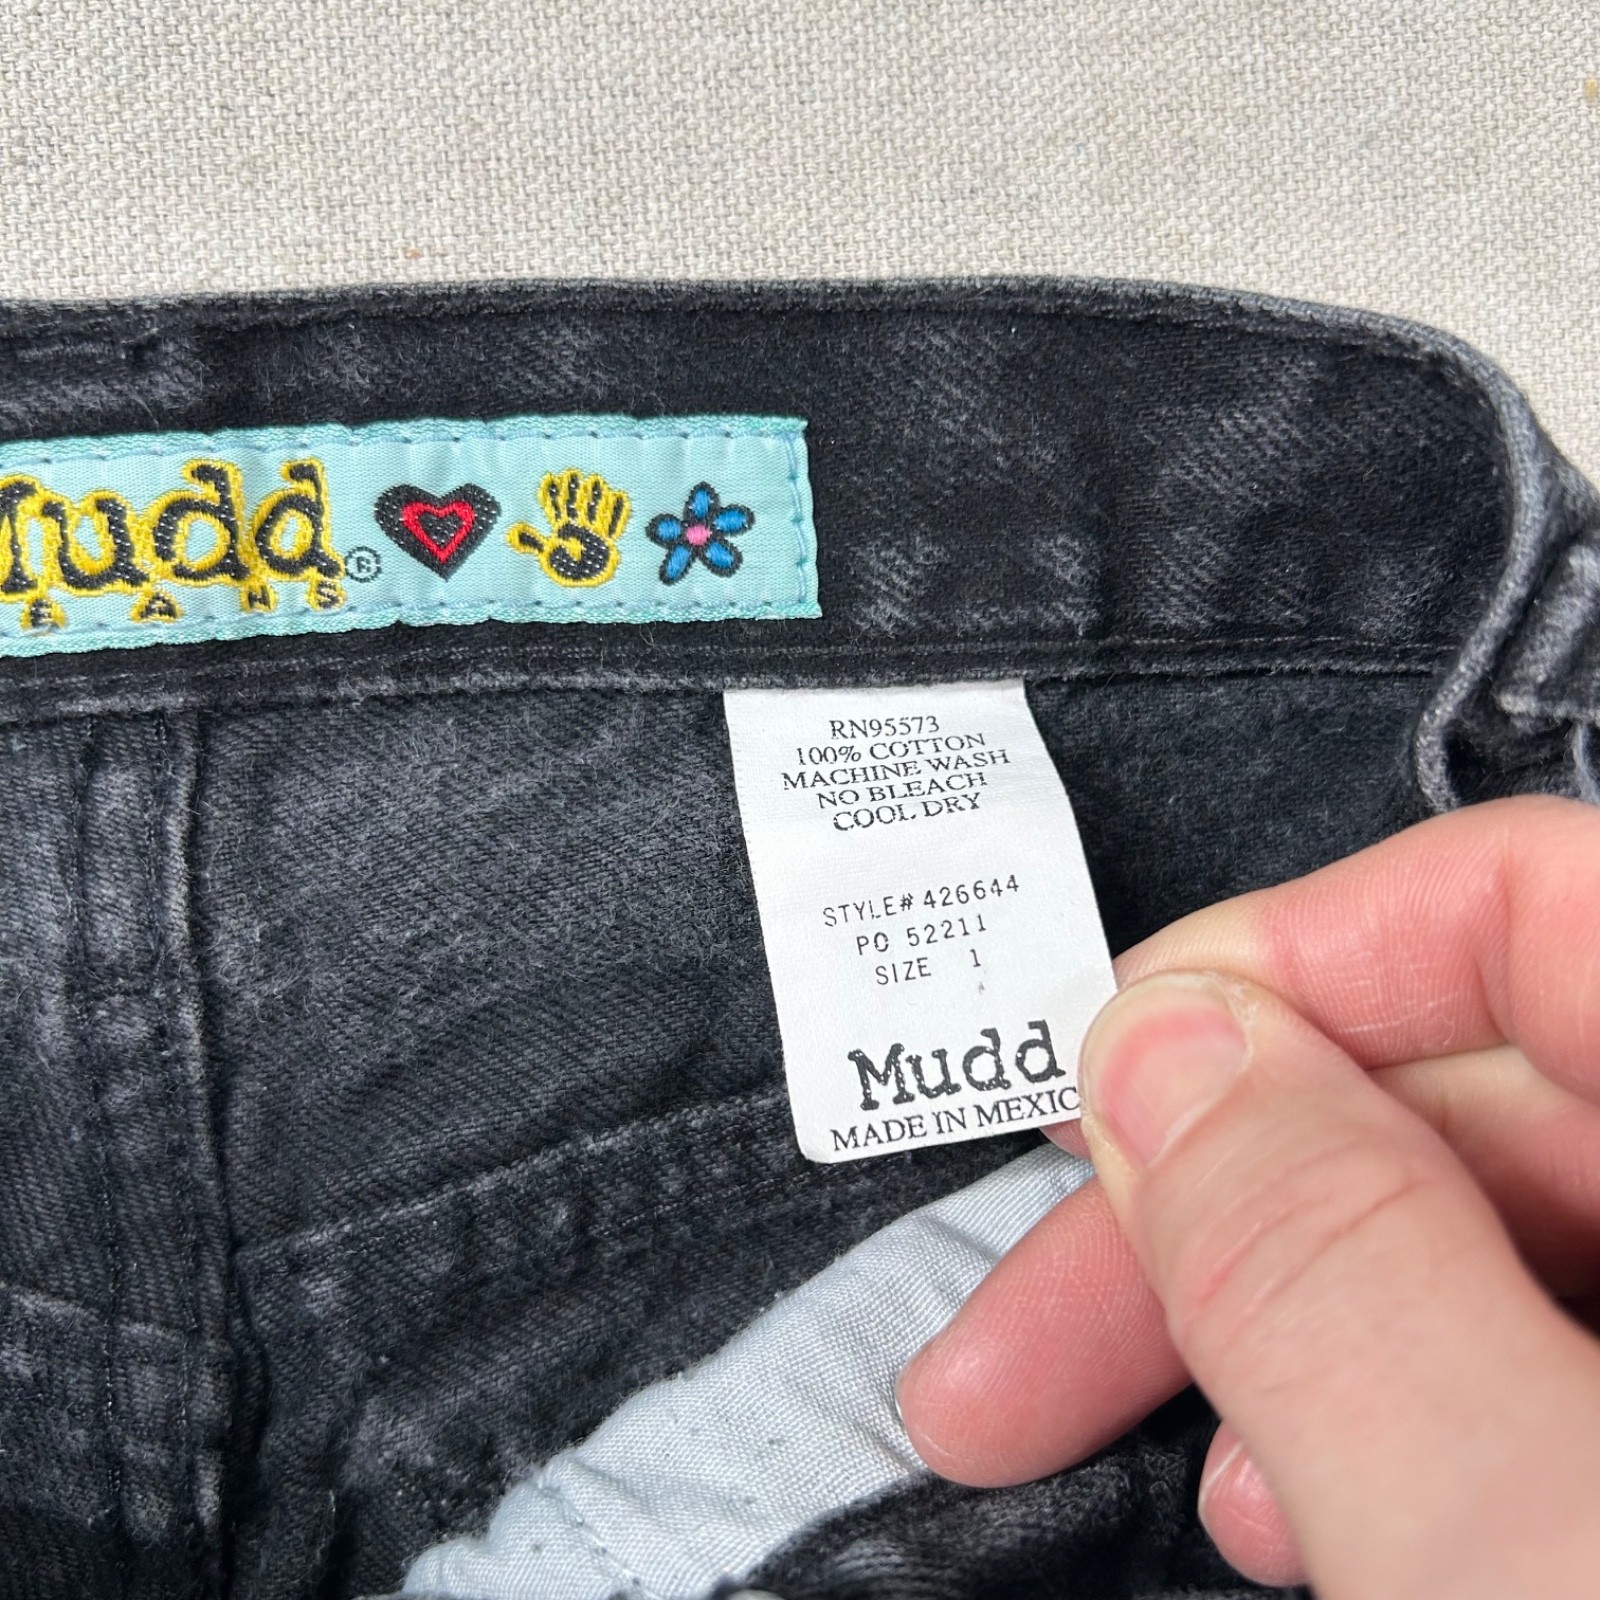 Mudd®
EANS
RN95573
100% COTTON
MACHINE WASH
NO BLEACH
COOL DRY
STYLE# 426644
PO 52211
SIZE 1
Mudd
MADE IN MEXIC